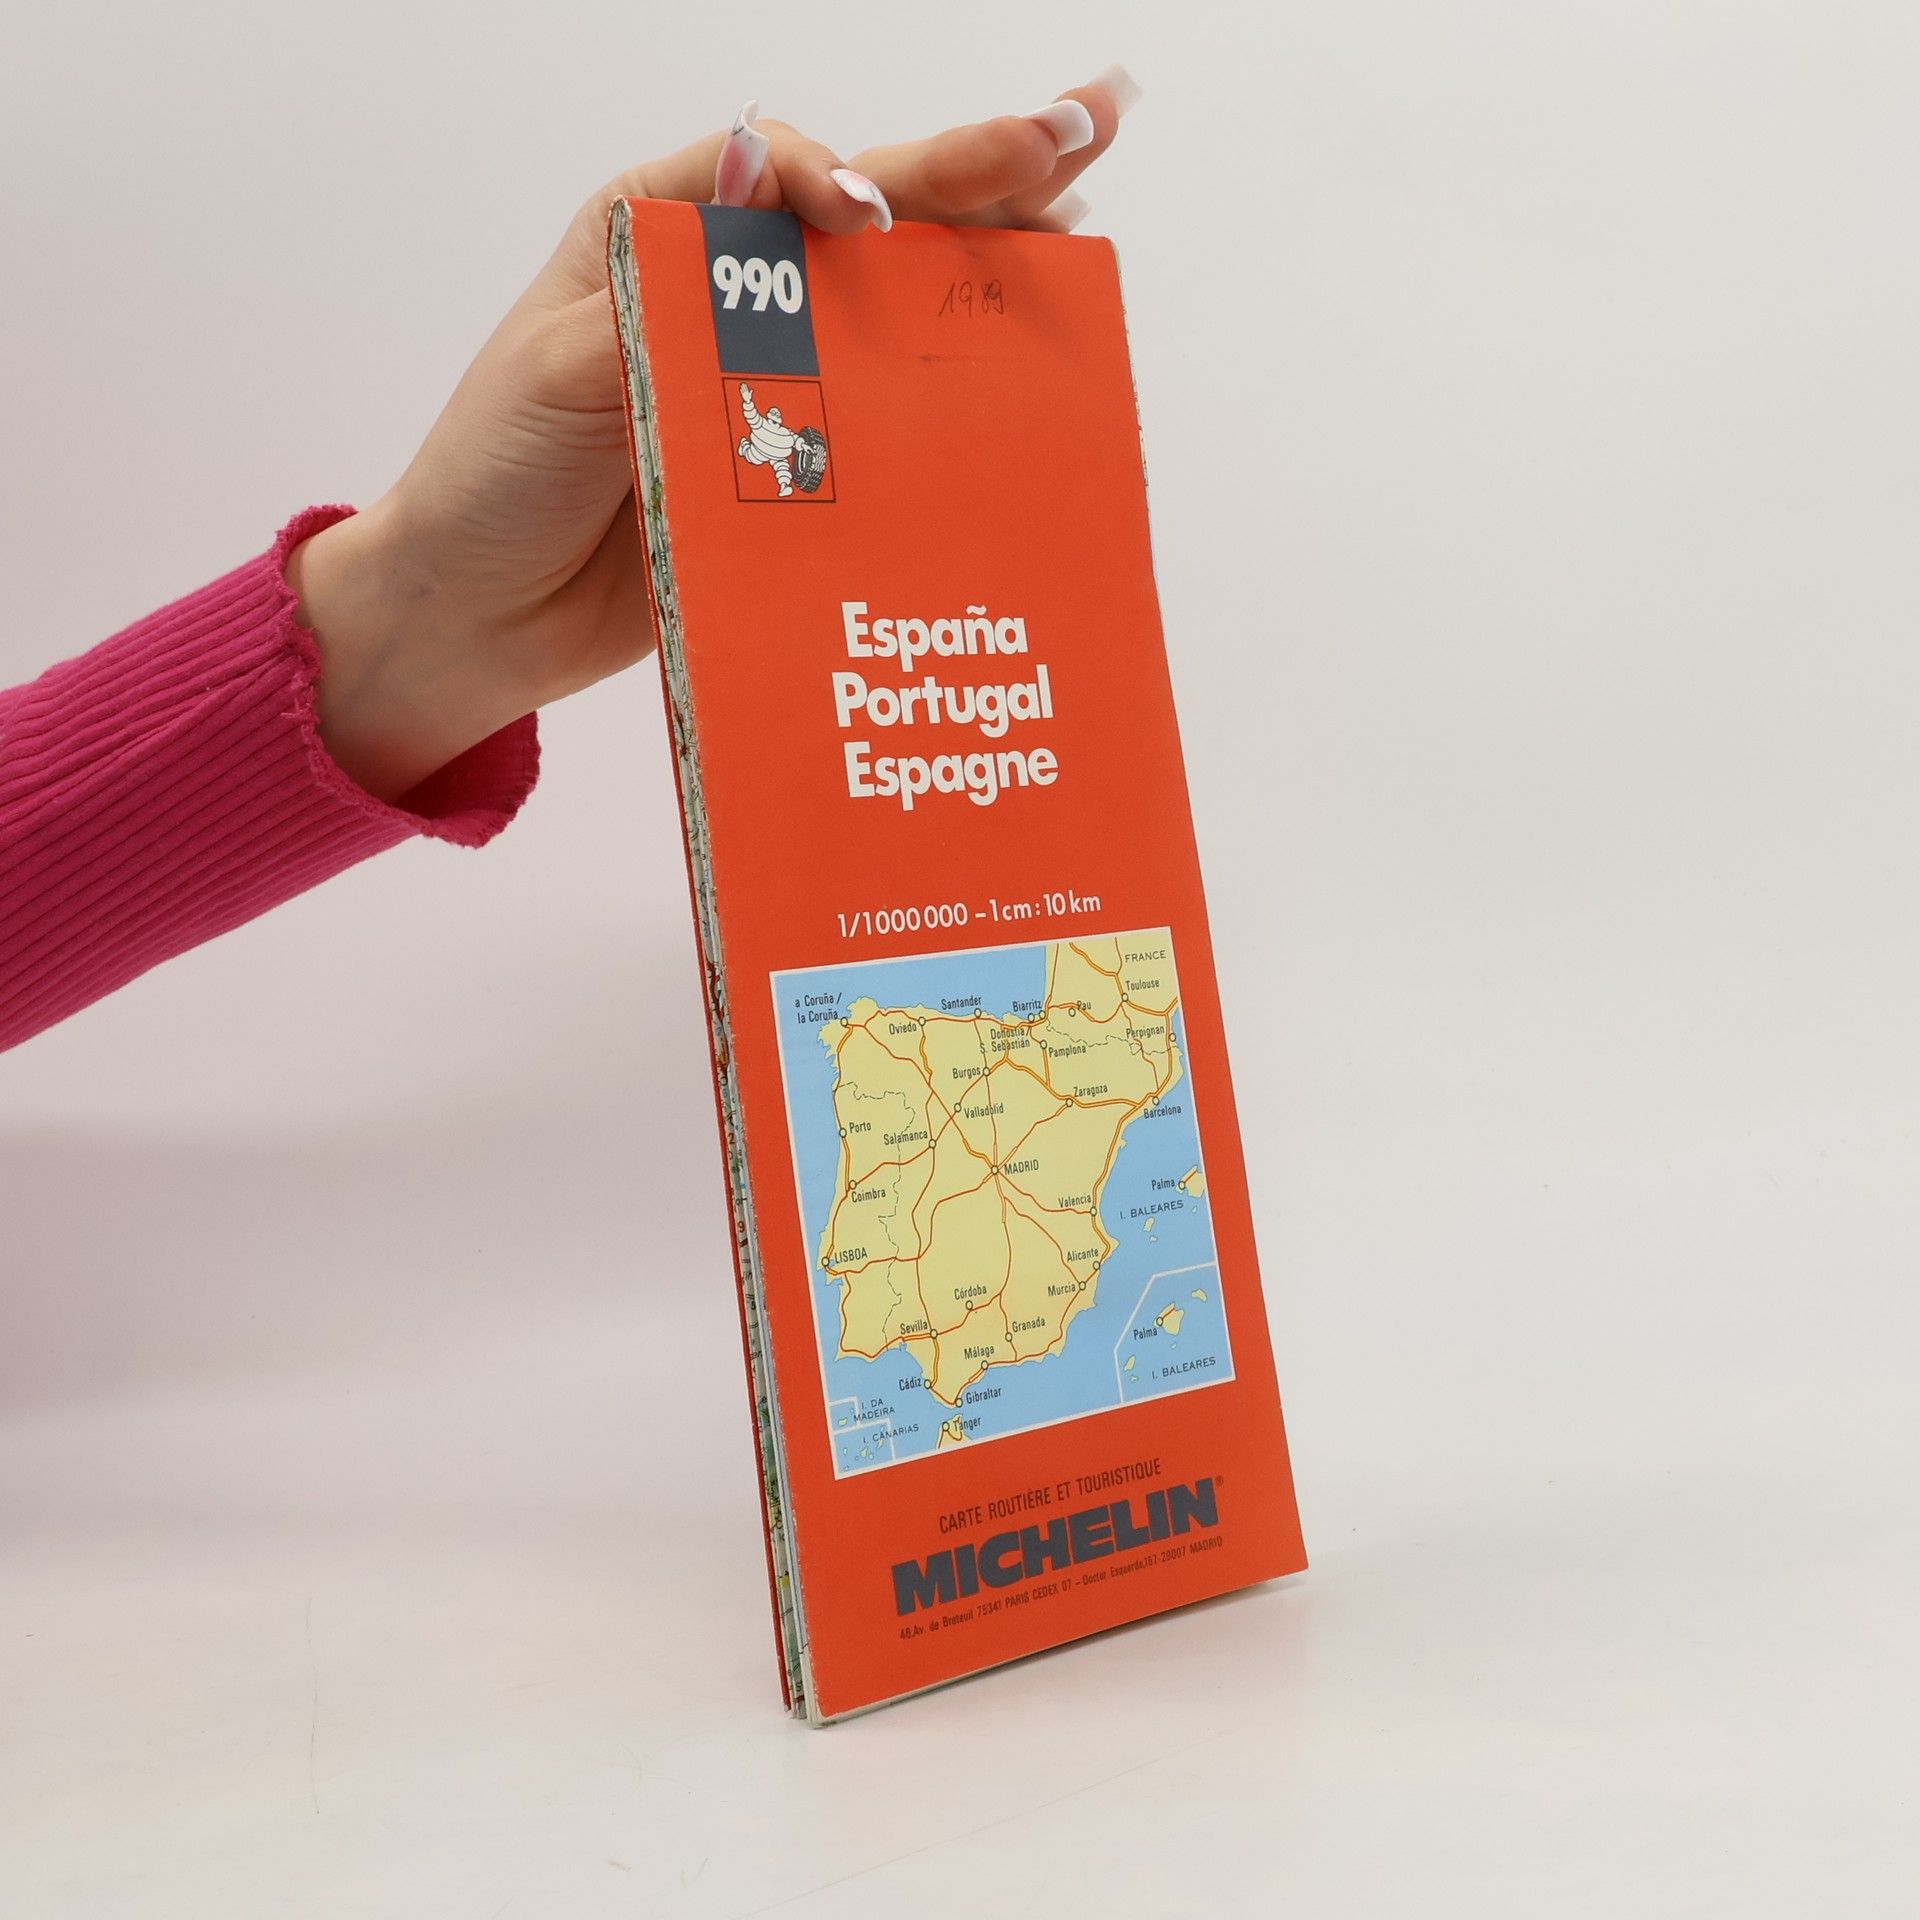 990
1989
España
Portugal
Espagne
1/1 000 000 – 1 cm : 10 km
FRANCE
Toulouse
a Coruña /
la Coruña
Santander
Biarritz
Pau
Oviedo
Donostia /
S. Sebastián
Perpignan
Pamplona
Burgos
Zaragoza
Valladolid
Barcelona
Porto
Salamanca
MADRID
Palma
Coimbra
Valencia
I. BALEARES
LISBOA
Alicante
Murcia
Córdoba
Sevilla
Granada
Palma
Málaga
I. BALEARES
Cádiz
Gibraltar
I. DA
MADEIRA
Tánger
I. CANARIAS
CARTE ROUTIÈRE ET TOURISTIQUE
MICHELIN®
46, Av. de Breteuil 75341 PARIS CEDEX 07 – Doctor Esquerdo, 157-28007 MADRID